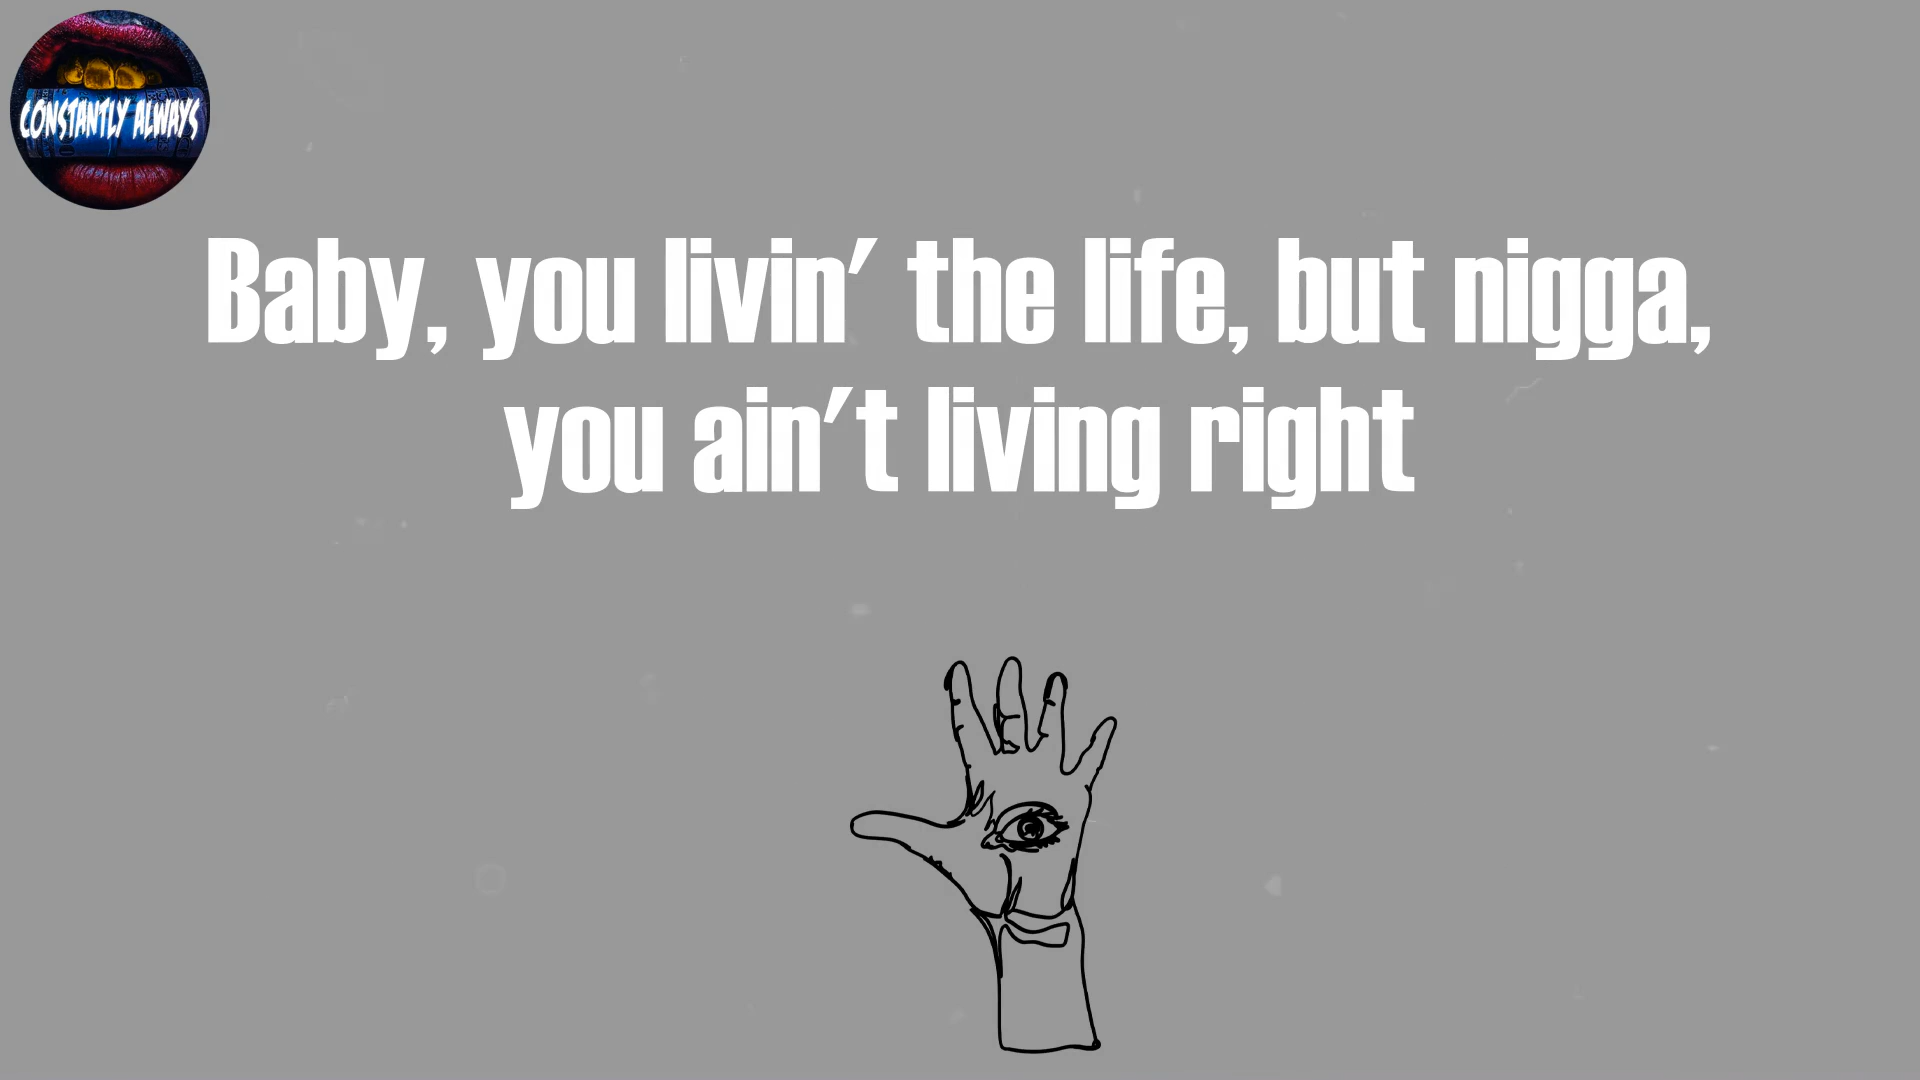 CONSTANTLY ALWAYS
Baby, you livin' the life, but nigga,
you ain't living right